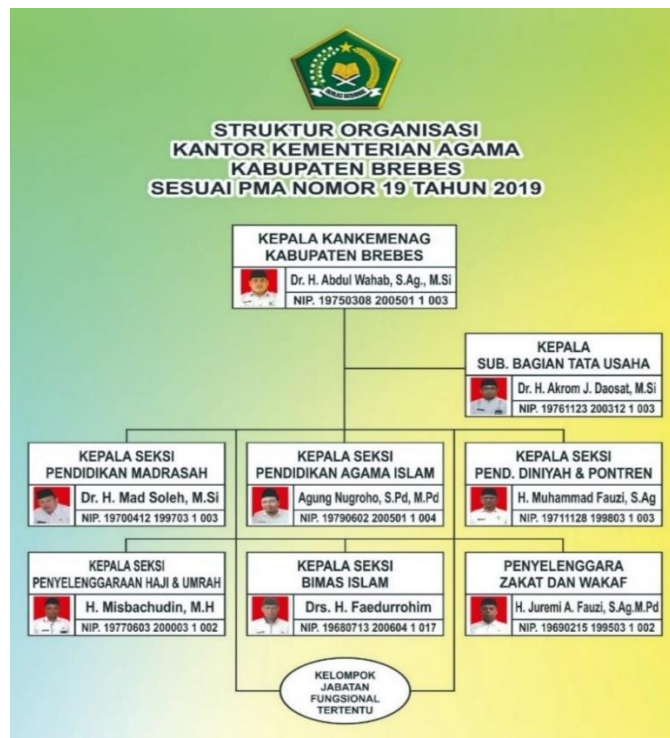 IKHLAS BERAMAL
STRUKTUR ORGANISASI
KANTOR KEMENTERIAN AGAMA
KABUPATEN BREBES
SESUAI PMA NOMOR 19 TAHUN 2019
KEPALA KANKEMENAG
KABUPATEN BREBES
Dr. H. Abdul Wahab, S.Ag., M.Si
NIP. 19750308 200501 1 003
KEPALA
SUB. BAGIAN TATA USAHA
Dr. H. Akrom J. Daosat, M.Si
NIP. 19761123 200312 1 003
KEPALA SEKSI
PENDIDIKAN MADRASAH
Dr. H. Mad Soleh, M.Si
NIP. 19700412 199703 1 003
KEPALA SEKSI
PENDIDIKAN AGAMA ISLAM
Agung Nugroho, S.Pd, M.Pd
NIP. 19790602 200501 1 004
KEPALA SEKSI
PEND. DINIYAH & PONTREN
H. Muhammad Fauzi, S.Ag
NIP. 19711128 199803 1 003
KEPALA SEKSI
PENYELENGGARAAN HAJI & UMRAH
H. Misbachudin, M.H
NIP. 19770603 200003 1 002
KEPALA SEKSI
BIMAS ISLAM
Drs. H. Faedurrohim
NIP. 19680713 200604 1 017
PENYELENGGARA
ZAKAT DAN WAKAF
H. Juremi A. Fauzi, S.Ag.M.Pd
NIP. 19690215 199503 1 002
KELOMPOK
JABATAN
FUNGSIONAL
TERTENTU